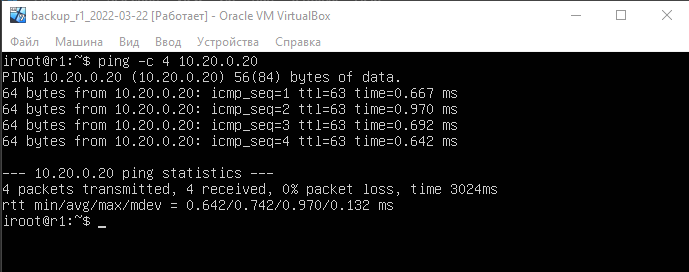 backup_r1_2022-03-22 [Работает] - Oracle VM VirtualBox
Файл Машина Вид Ввод Устройства Справка
iroot@r1:~$ ping -c 4 10.20.0.20
PING 10.20.0.20 (10.20.0.20) 56(84) bytes of data.
64 bytes from 10.20.0.20: icmp_seq=1 ttl=63 time=0.667 ms
64 bytes from 10.20.0.20: icmp_seq=2 ttl=63 time=0.970 ms
64 bytes from 10.20.0.20: icmp_seq=3 ttl=63 time=0.692 ms
64 bytes from 10.20.0.20: icmp_seq=4 ttl=63 time=0.642 ms
--- 10.20.0.20 ping statistics ---
4 packets transmitted, 4 received, 0% packet loss, time 3024ms
rtt min/avg/max/mdev = 0.642/0.742/0.970/0.132 ms
iroot@r1:~$ _